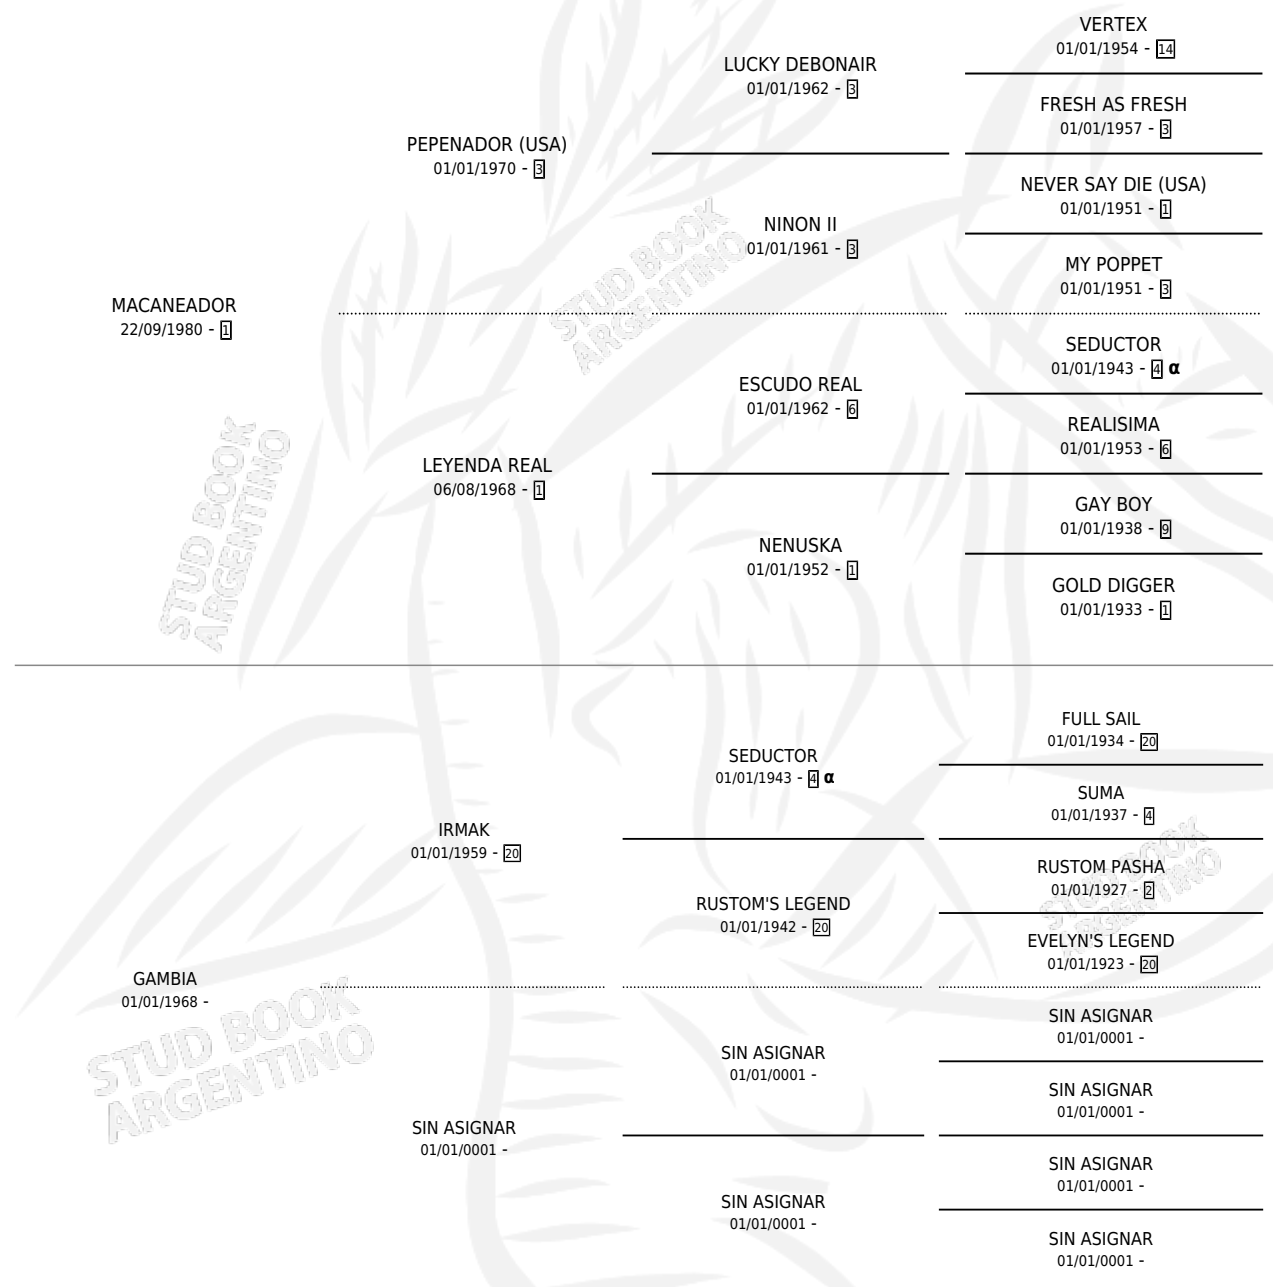 VERTEX
01/01/1954 - 14
LUCKY DEBONAIR
01/01/1962 - 3
FRESH AS FRESH
01/01/1957 - 3
PEPENADOR (USA)
01/01/1970 - 3
NEVER SAY DIE (USA)
01/01/1951 - 1
NINON II
01/01/1961 - 3
MY POPPET
01/01/1951 - 3
MACANEADOR
22/09/1980 - 1
SEDUCTOR
01/01/1943 - 4 α
ESCUDO REAL
01/01/1962 - 6
REALISIMA
01/01/1953 - 6
LEYENDA REAL
06/08/1968 - 1
GAY BOY
01/01/1938 - 9
NENUSKA
01/01/1952 - 1
GOLD DIGGER
01/01/1933 - 1
STUD BOOK
ARGENTINO
STUD BOOK
ARGENTINO
FULL SAIL
01/01/1934 - 20
SEDUCTOR
01/01/1943 - 4 α
SUMA
01/01/1937 - 4
IRMAK
01/01/1959 - 20
RUSTOM PASHA
01/01/1927 - 2
RUSTOM'S LEGEND
01/01/1942 - 20
EVELYN'S LEGEND
01/01/1923 - 20
GAMBIA
01/01/1968 -
SIN ASIGNAR
01/01/0001 -
SIN ASIGNAR
01/01/0001 -
SIN ASIGNAR
01/01/0001 -
SIN ASIGNAR
01/01/0001 -
SIN ASIGNAR
01/01/0001 -
SIN ASIGNAR
01/01/0001 -
SIN ASIGNAR
01/01/0001 -
STUD BOOK
ARGENTINO
STUD BOOK
ARGENTINO